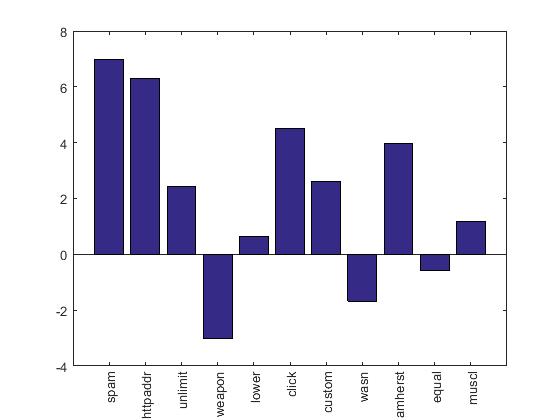 8
6
4
2
0
-2
-4
spam
httpaddr
unlimit
weapon
lower
click
custom
wasn
amherst
equal
muscl